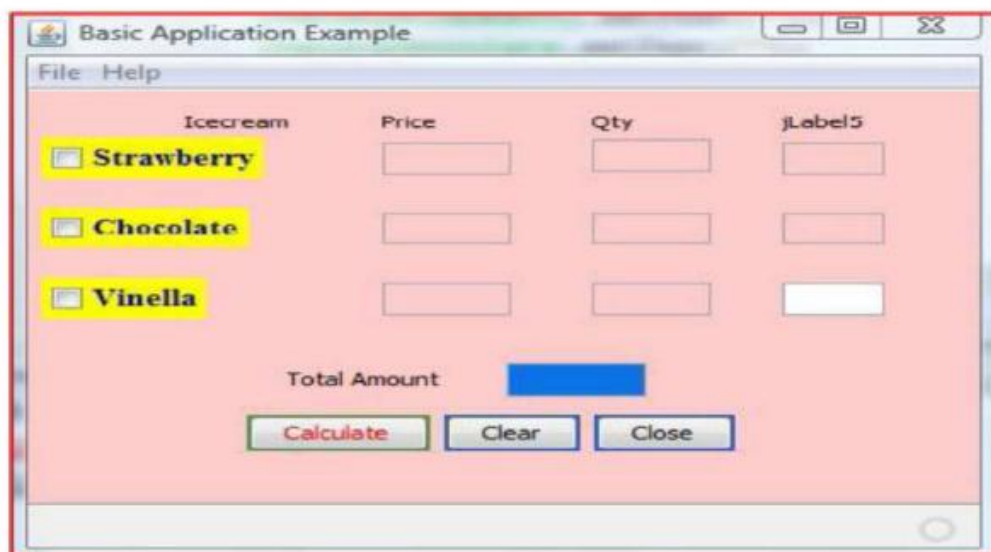 Basic Application Example
File Help
Icecream Price Qty jLabel5
Strawberry
Chocolate
Vinella
Total Amount
Calculate Clear Close